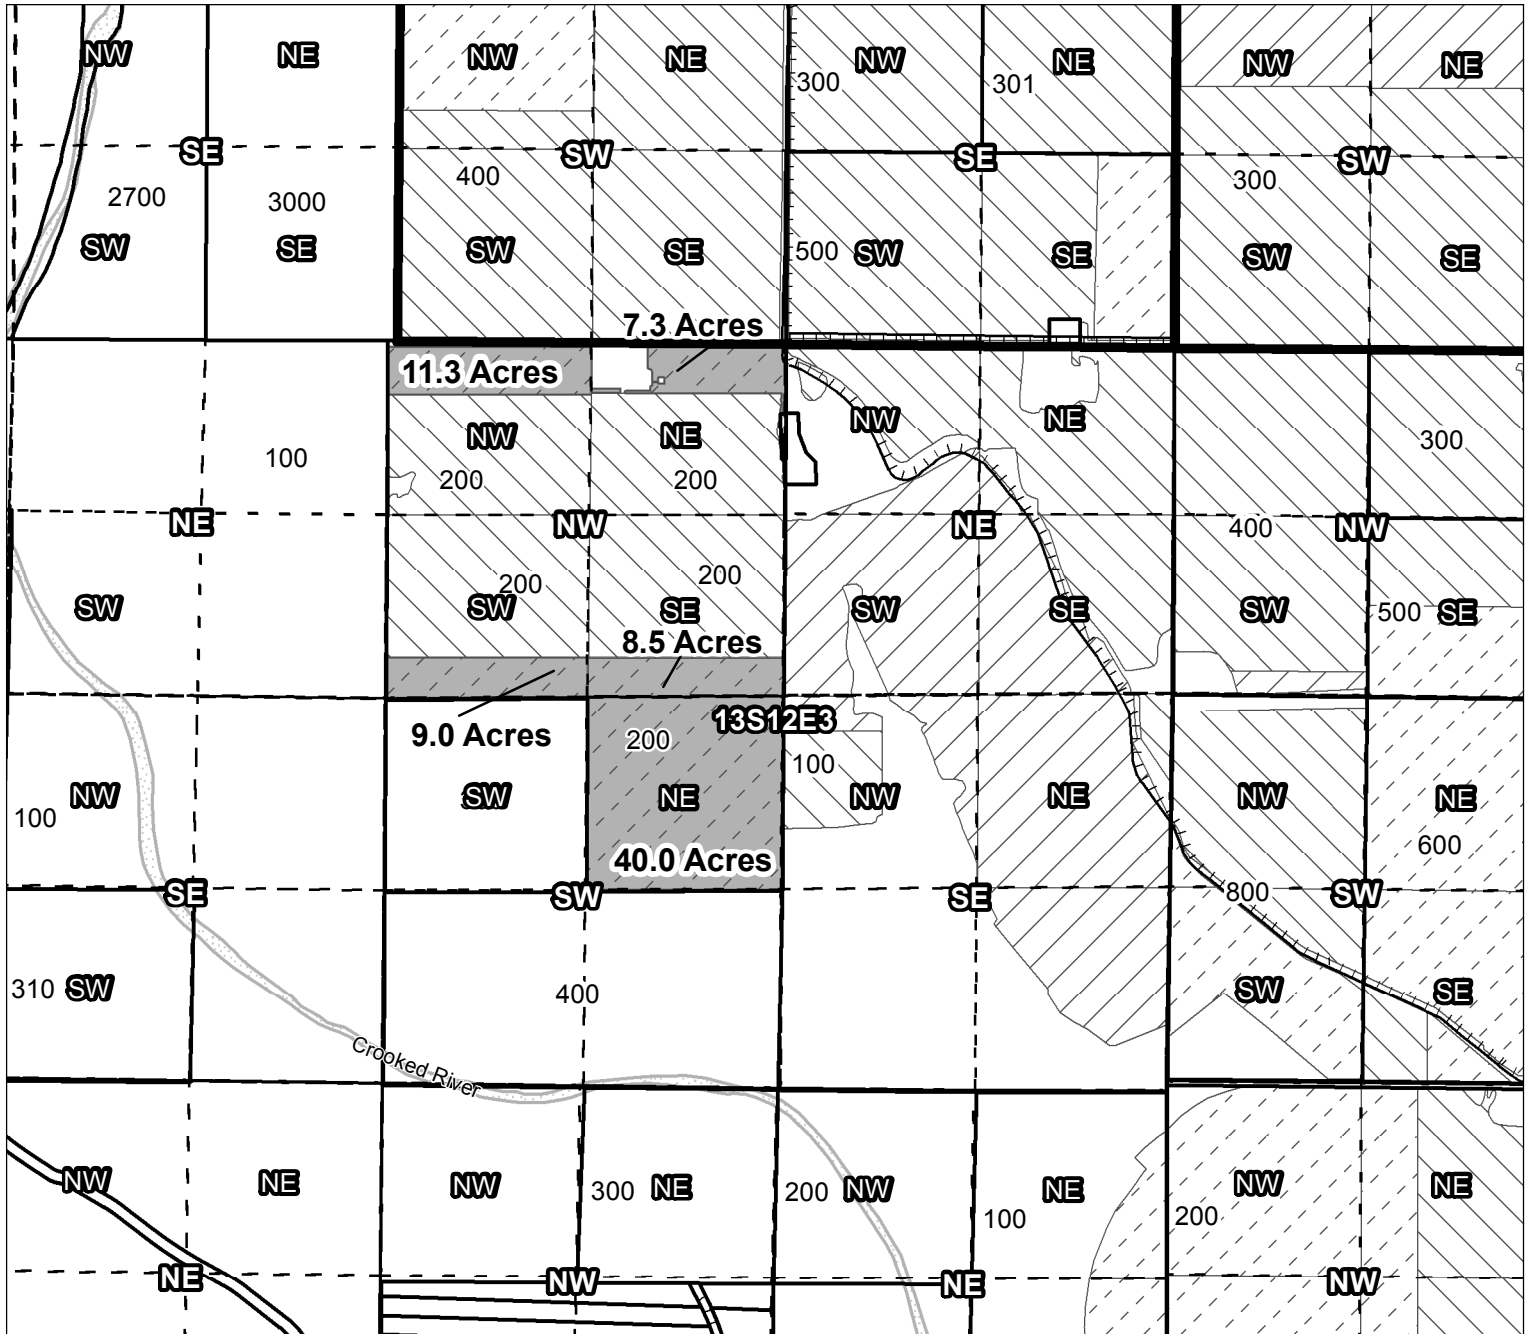 NW NE NW NE NW NE NW NE
300 301
SE SW SE SW
2700 3000 400 300
SW SE SW SE 500 SW SE SW SE
7.3 Acres
11.3 Acres
NW NE NW NE
100 200 200 300
NE NW NE 400 NW
200 200
SW SW SE SW SE SW 500 SE
8.5 Acres
13S12E3
9.0 Acres 200
100
NW SW NE NW NE NW NE
100 600
40.0 Acres
SE SW SE 800 SW
310 SW 400 SW SE
Crooked River
NW NE NW 300 NE 200 NW NE NW NE
100 200
NE NW NE NW